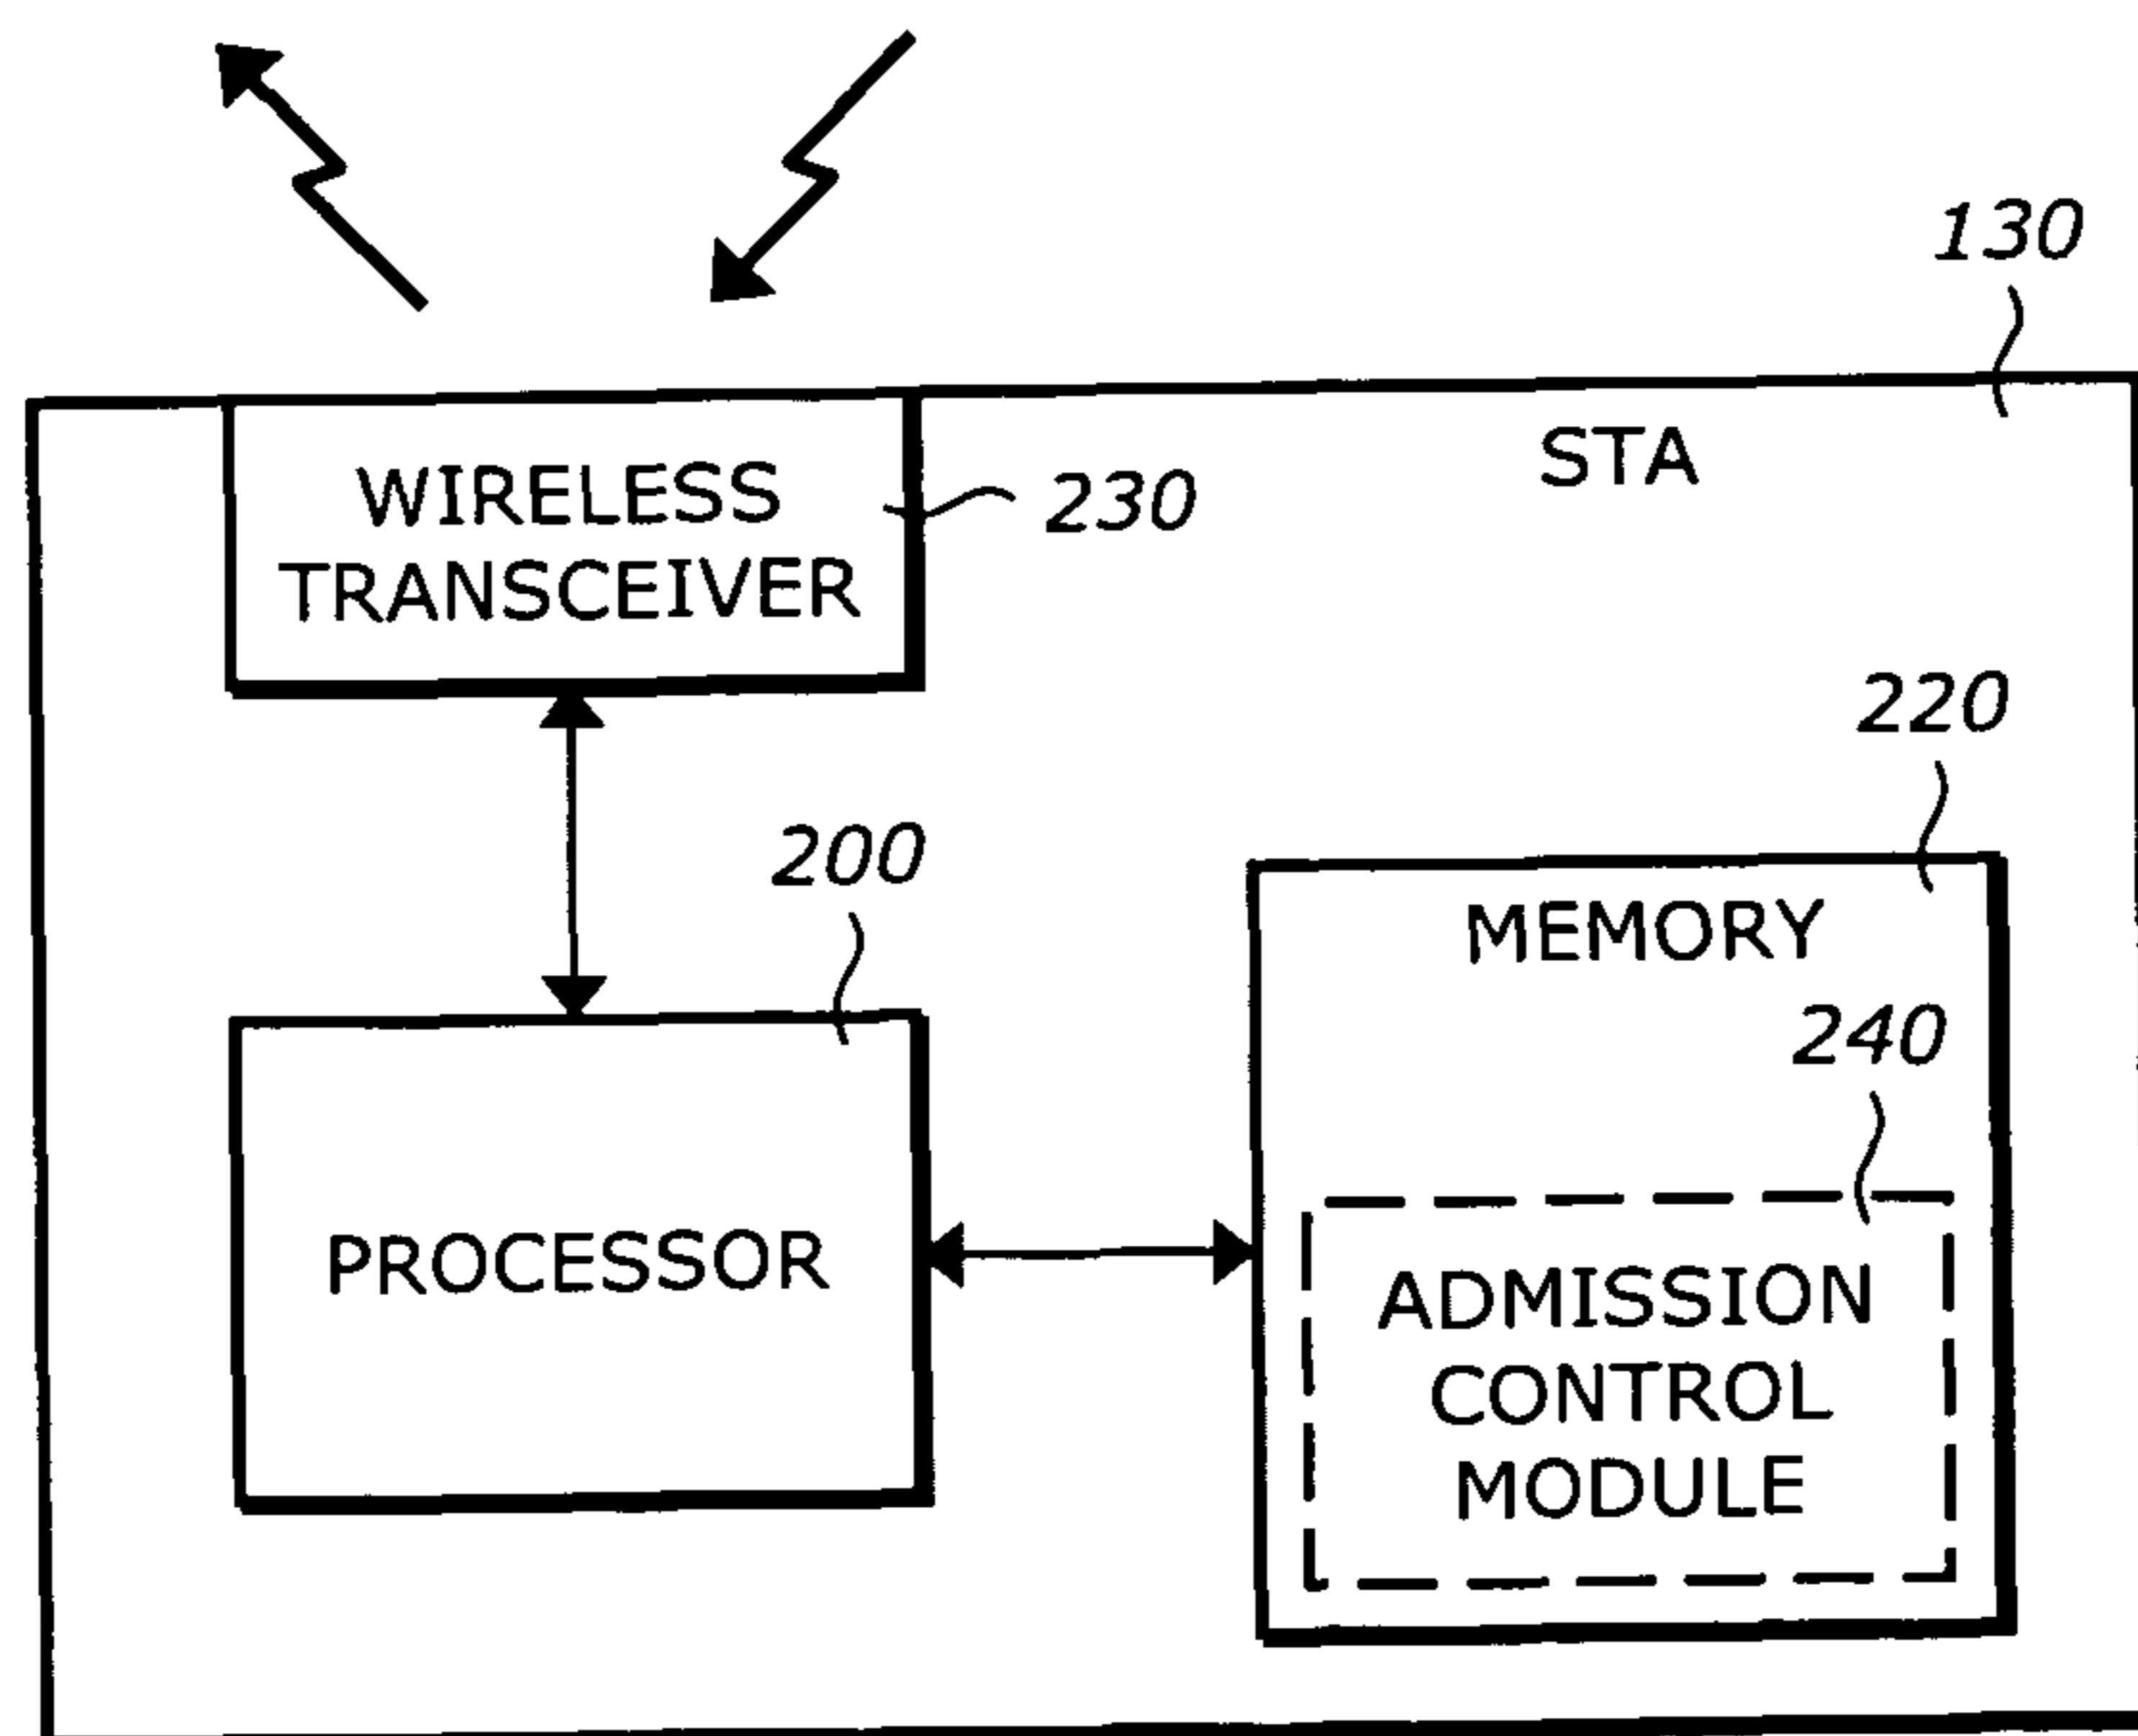 130
STA
WIRELESS
TRANSCEIVER
230
220
200
MEMORY
240
PROCESSOR
ADMISSION
CONTROL
MODULE